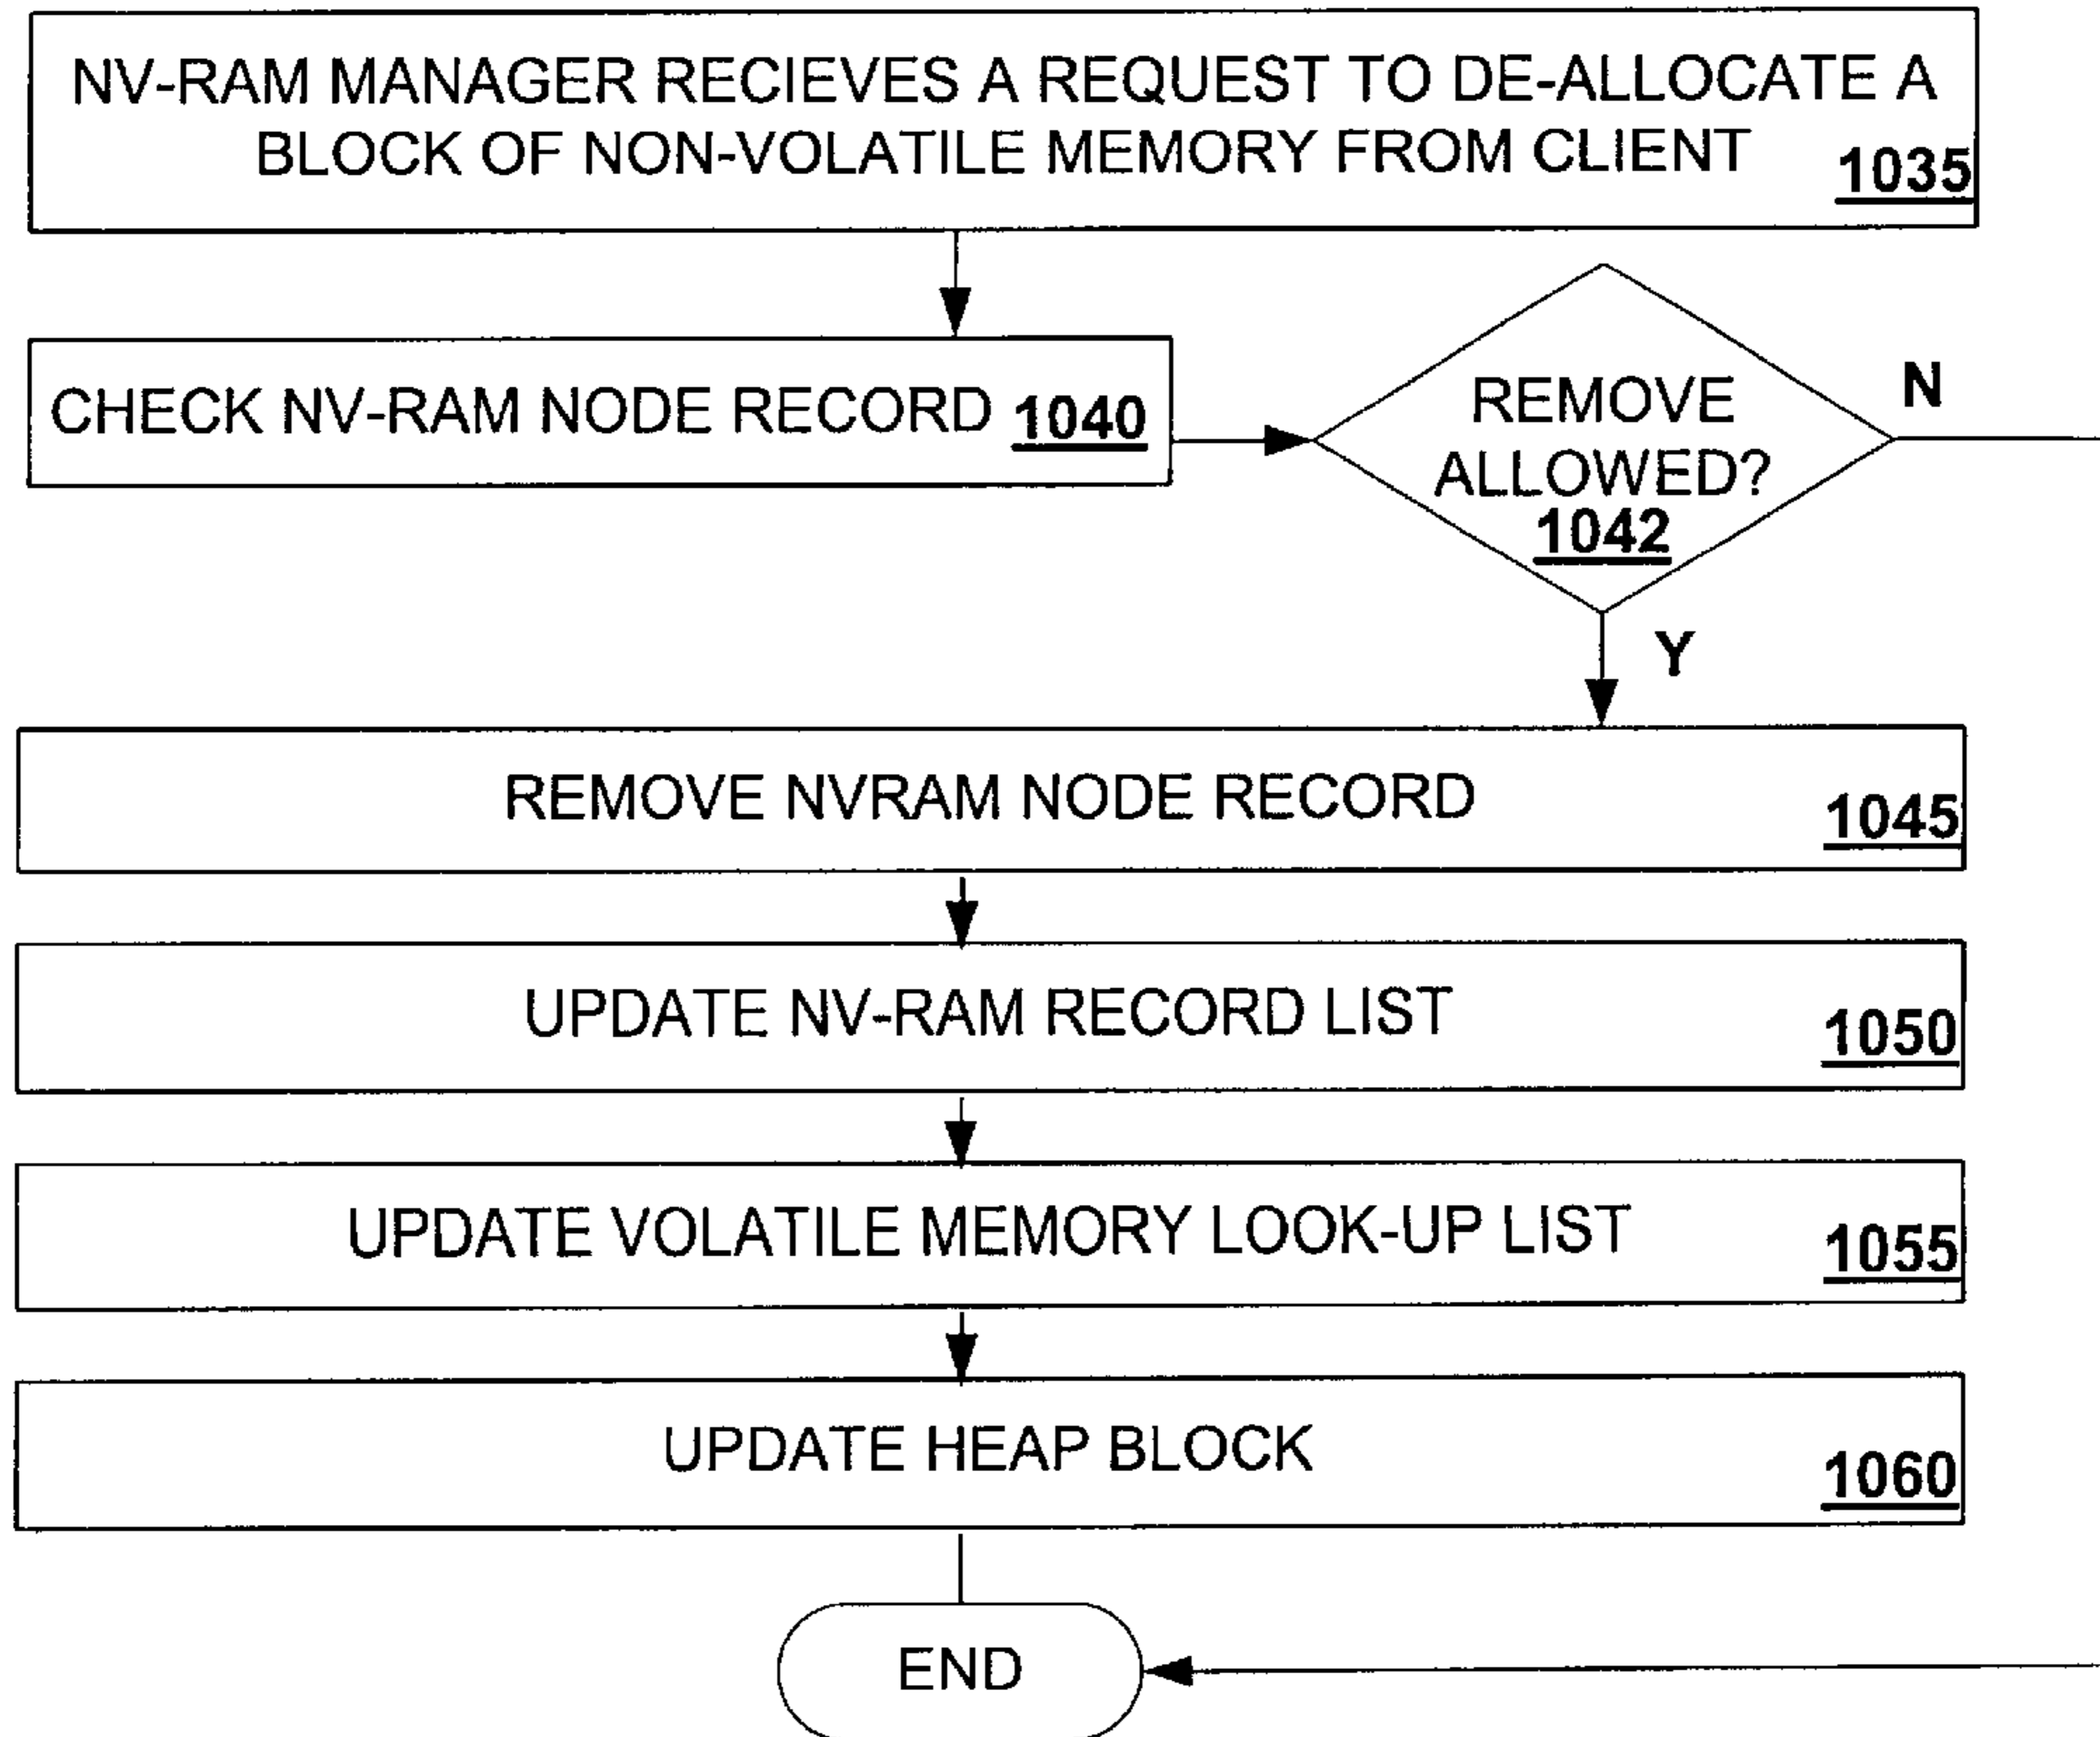 NV-RAM MANAGER RECIEVES A REQUEST TO DE-ALLOCATE A
BLOCK OF NON-VOLATILE MEMORY FROM CLIENT
1035
CHECK NV-RAM NODE RECORD 1040
REMOVE
ALLOWED?
1042
N
Y
REMOVE NVRAM NODE RECORD
1045
UPDATE NV-RAM RECORD LIST
1050
UPDATE VOLATILE MEMORY LOOK-UP LIST
1055
UPDATE HEAP BLOCK
1060
END